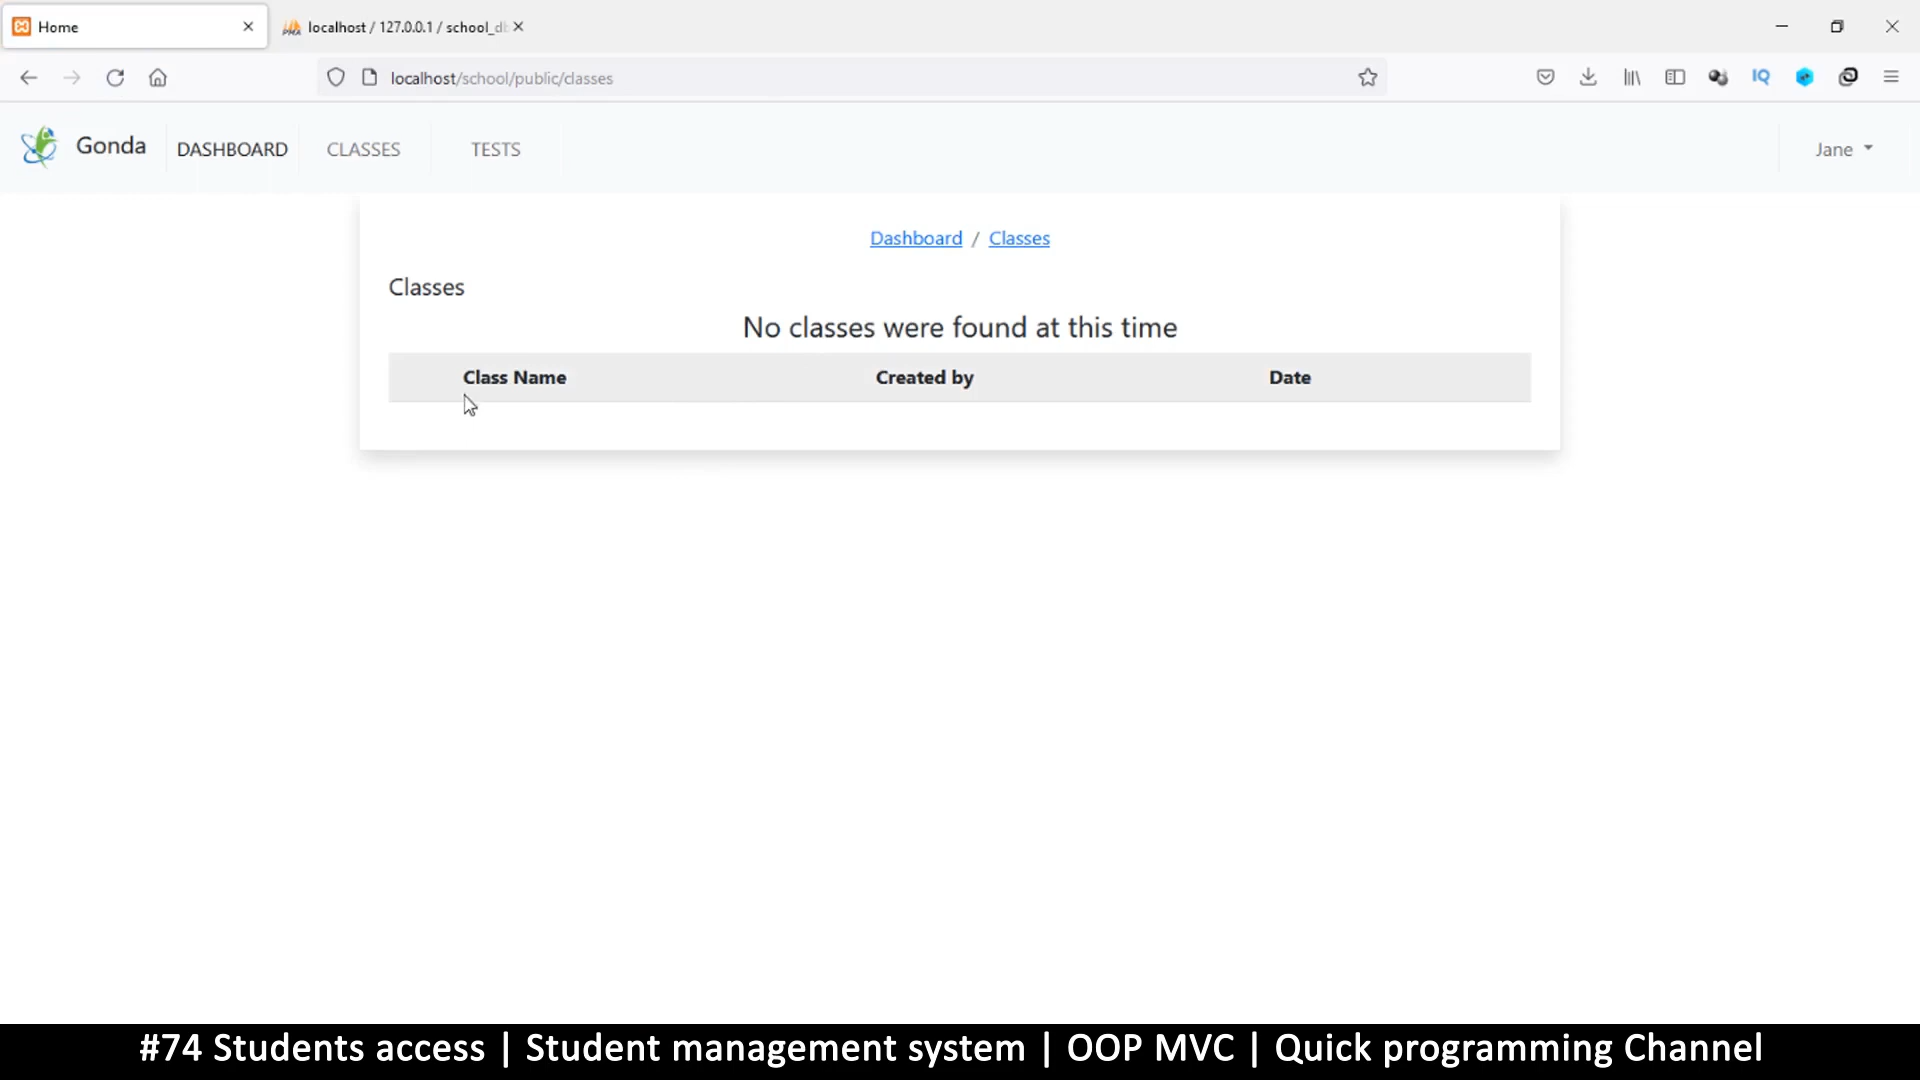 Home
localhost / 127.0.0.1 / school_db
localhost/school/public/classes
IQ
Gonda
DASHBOARD
CLASSES
TESTS
Jane
Dashboard / Classes
Classes
No classes were found at this time
Class Name Created by Date
#74 Students access | Student management system | OOP MVC | Quick programming Channel